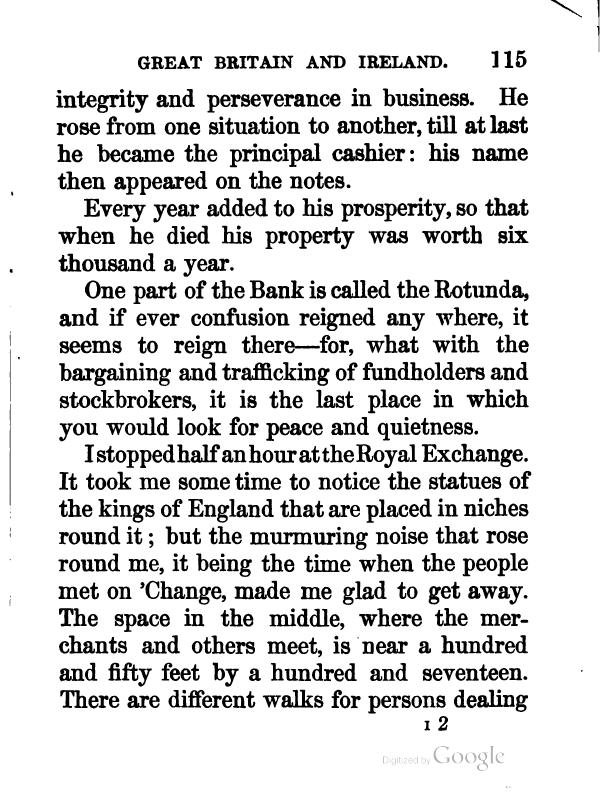 GREAT BRITAIN AND IRELAND. 115
integrity and perseverance in business. He
rose from one situation to another, till at last
he became the principal cashier: his name
then appeared on the notes.
Every year added to his prosperity, so that
when he died his property was worth six
thousand a year.
One part of the Bank is called the Rotunda,
and if ever confusion reigned any where, it
seems to reign there—for, what with the
bargaining and trafficking of fundholders and
stockbrokers, it is the last place in which
you would look for peace and quietness.
I stopped half an hour at the Royal Exchange.
It took me some time to notice the statues of
the kings of England that are placed in niches
round it; but the murmuring noise that rose
round me, it being the time when the people
met on 'Change, made me glad to get away.
The space in the middle, where the mer-
chants and others meet, is near a hundred
and fifty feet by a hundred and seventeen.
There are different walks for persons dealing
I 2
Digitized by Google